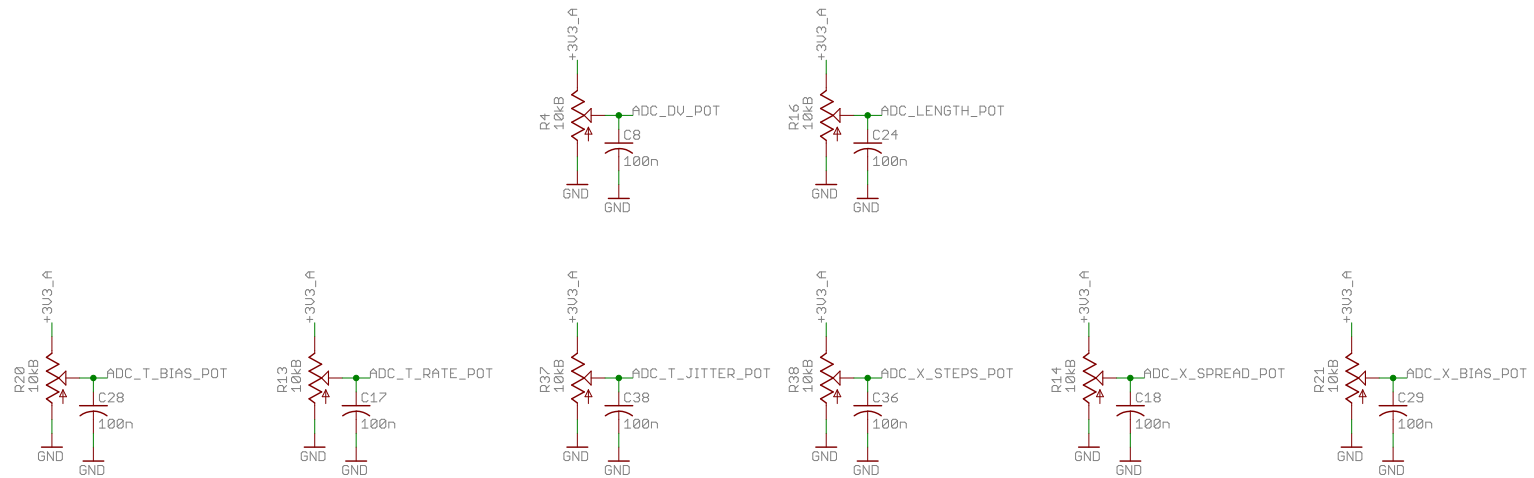 +3V3_A
R4
10kB
ADC_DV_POT
C8
100n
GND
GND
+3V3_A
R16
10kB
ADC_LENGTH_POT
C24
100n
GND
GND
+3V3_A
R20
10kB
ADC_T_BIAS_POT
C28
100n
GND
GND
+3V3_A
R13
10kB
ADC_T_RATE_POT
C17
100n
GND
GND
+3V3_A
R37
10kB
ADC_T_JITTER_POT
C38
100n
GND
GND
+3V3_A
R38
10kB
ADC_X_STEPS_POT
C36
100n
GND
GND
+3V3_A
R14
10kB
ADC_X_SPREAD_POT
C18
100n
GND
GND
+3V3_A
R21
10kB
ADC_X_BIAS_POT
C29
100n
GND
GND